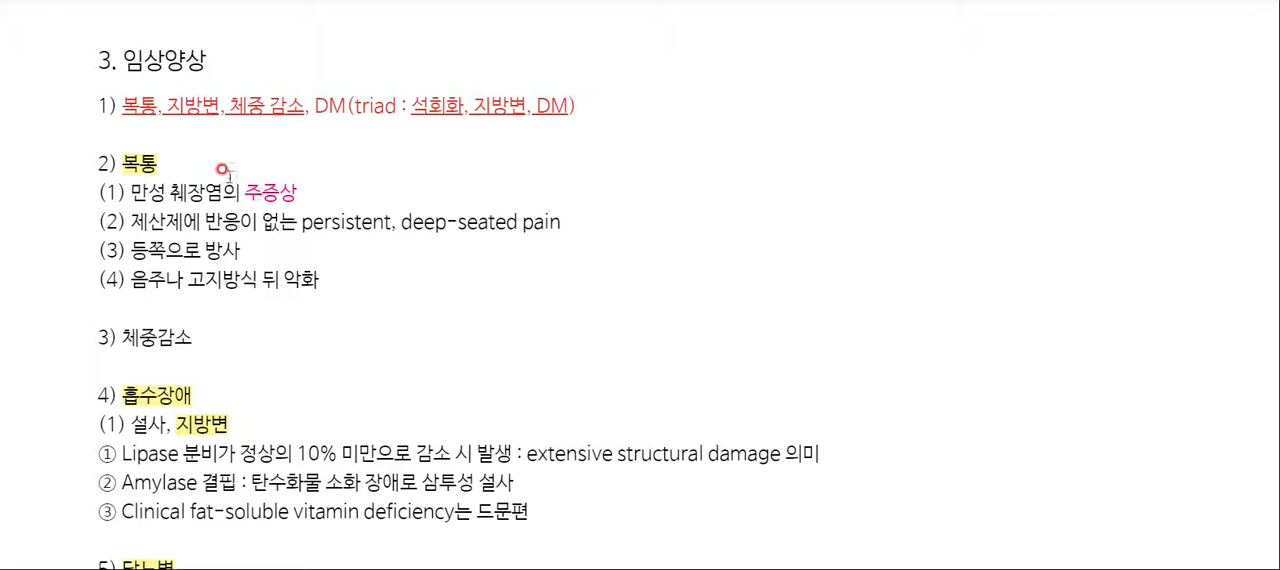 3. 임상양상
1) 복통, 지방변, 체중 감소, DM(triad : 석회화, 지방변, DM)
2) 복통
(1) 만성 췌장염의 주증상
(2) 제산제에 반응이 없는 persistent, deep-seated pain
(3) 등쪽으로 방사
(4) 음주나 고지방식 뒤 악화
3) 체중감소
4) 흡수장애
(1) 설사, 지방변
① Lipase 분비가 정상의 10% 미만으로 감소 시 발생 : extensive structural damage 의미
② Amylase 결핍 : 탄수화물 소화 장애로 삼투성 설사
③ Clinical fat-soluble vitamin deficiency는 드문편
5)